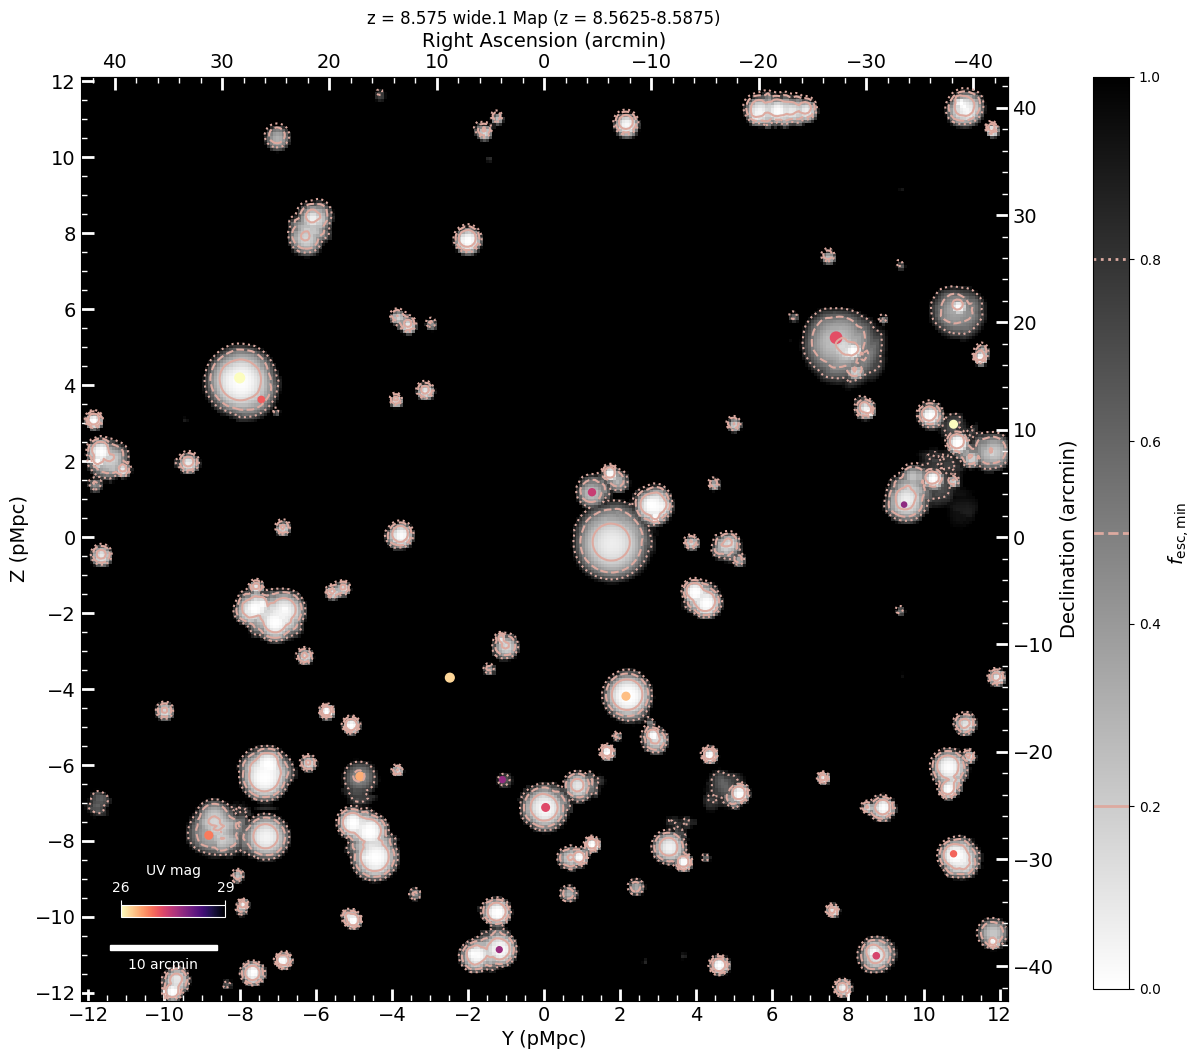 z = 8.575 wide.1 Map (z = 8.5625-8.5875)
Right Ascension (arcmin)
40 30 20 10 0 −10 −20 −30 −40
12
10
8
6
4
2
0
−2
−4
−6
−8
−10
−12
Z (pMpc)
40
30
20
10
0
−10
−20
−30
−40
Declination (arcmin)
UV mag
26 29
10 arcmin
−12 −10 −8 −6 −4 −2 0 2 4 6 8 10 12
Y (pMpc)
1.0
0.8
0.6
0.4
0.2
0.0
fesc,min